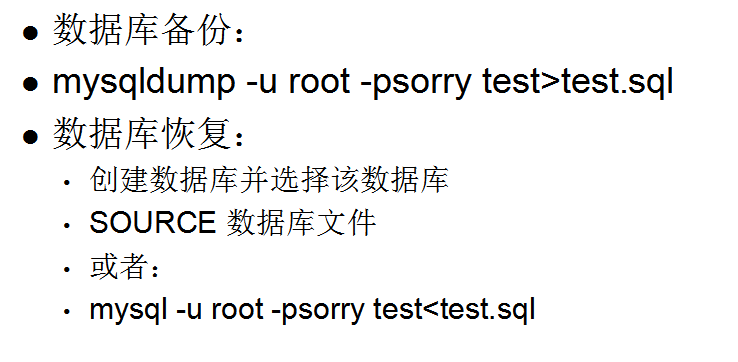 数据库备份：
mysqldump -u root -psorry test>test.sql
数据库恢复：
创建数据库并选择该数据库
SOURCE 数据库文件
或者：
mysql -u root -psorry test<test.sql